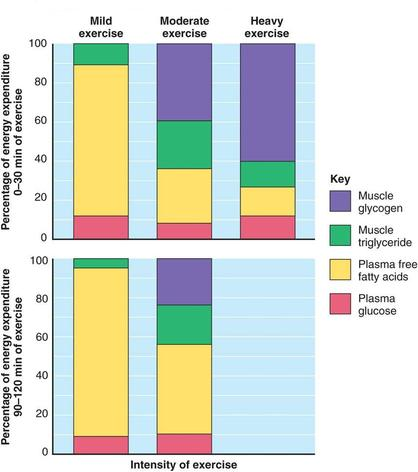 Mild
exercise
Moderate
exercise
Heavy
exercise
Percentage of energy expenditure
0–30 min of exercise
100
80
60
40
20
0
Key
Muscle
glycogen
Muscle
triglyceride
Plasma free
fatty acids
Plasma
glucose
Percentage of energy expenditure
90–120 min of exercise
100
80
60
40
20
0
Intensity of exercise